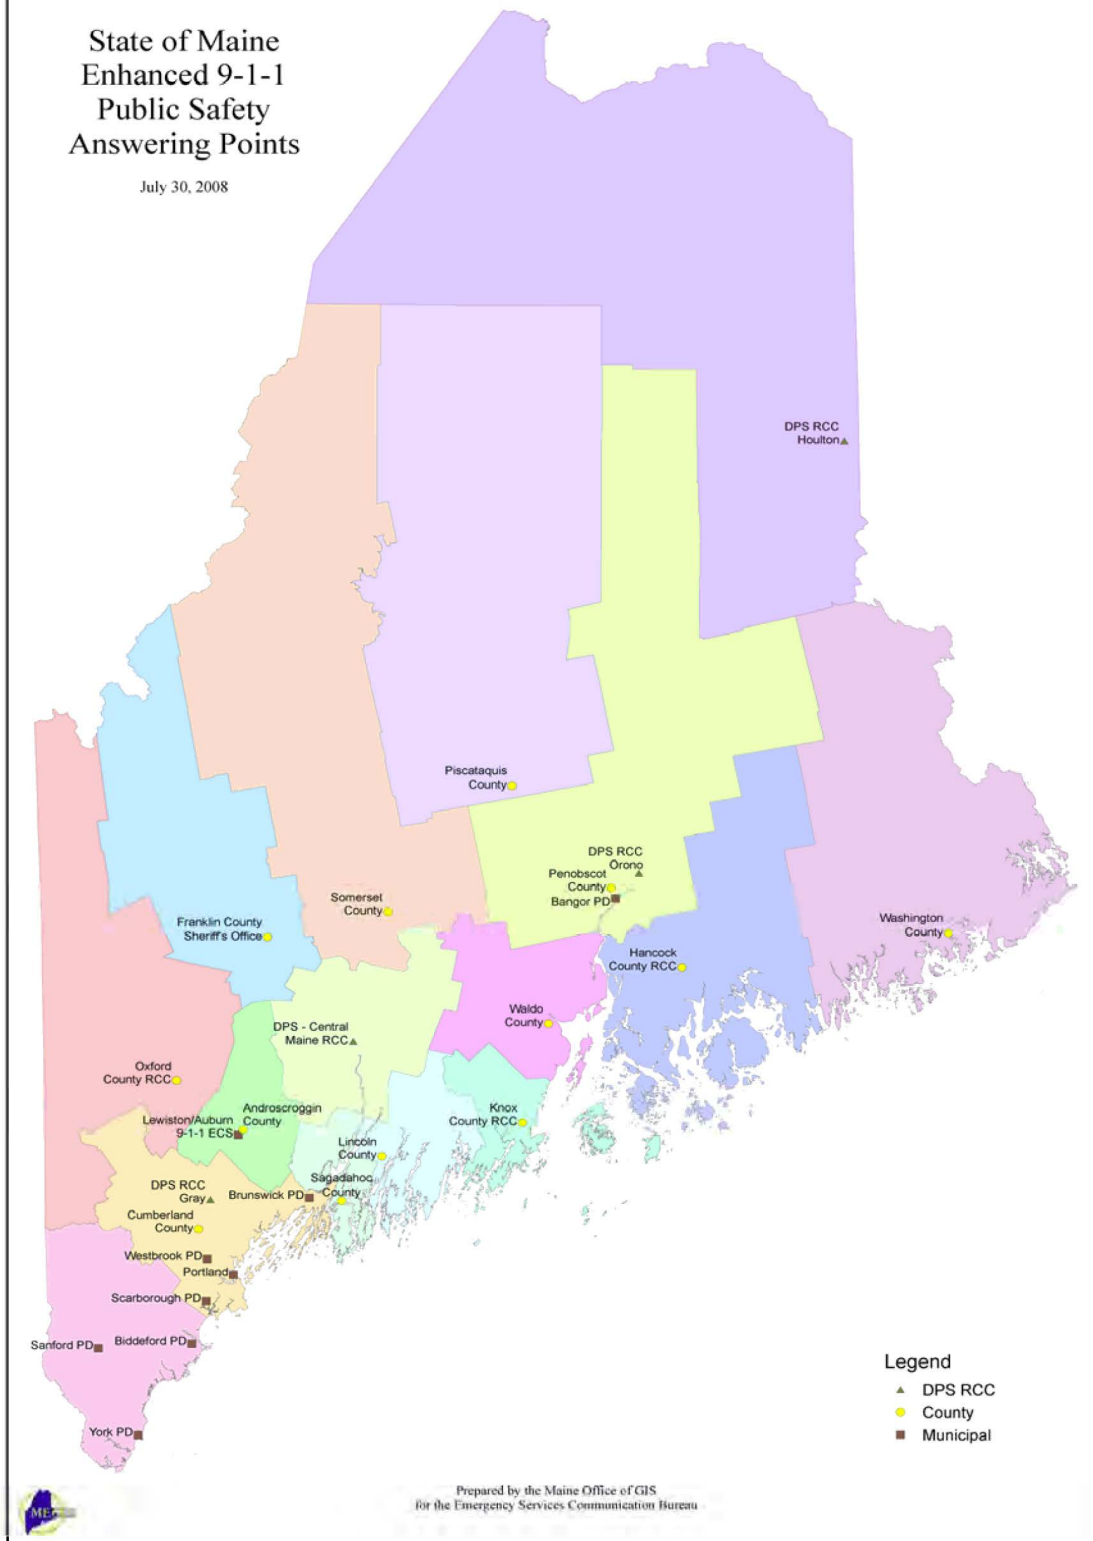 State of Maine
Enhanced 9-1-1
Public Safety
Answering Points
July 30, 2008
DPS RCC
Houlton
Piscataquis
County
DPS RCC
Orono
Penobscot
County
Bangor PD
Somerset
County
Franklin County
Sheriff's Office
Washington
County
Hancock
County RCC
Waldo
County
DPS - Central
Maine RCC
Oxford
County RCC
Androscroggin
County
Lewiston/Auburn
9-1-1 ECS
Knox
County RCC
Lincoln
County
Sagadahoc
County
DPS RCC
Gray
Brunswick PD
Cumberland
County
Westbrook PD
Portland
Scarborough PD
Sanford PD
Biddeford PD
York PD
Legend
DPS RCC
County
Municipal
Prepared by the Maine Office of GIS
for the Emergency Services Communication Bureau